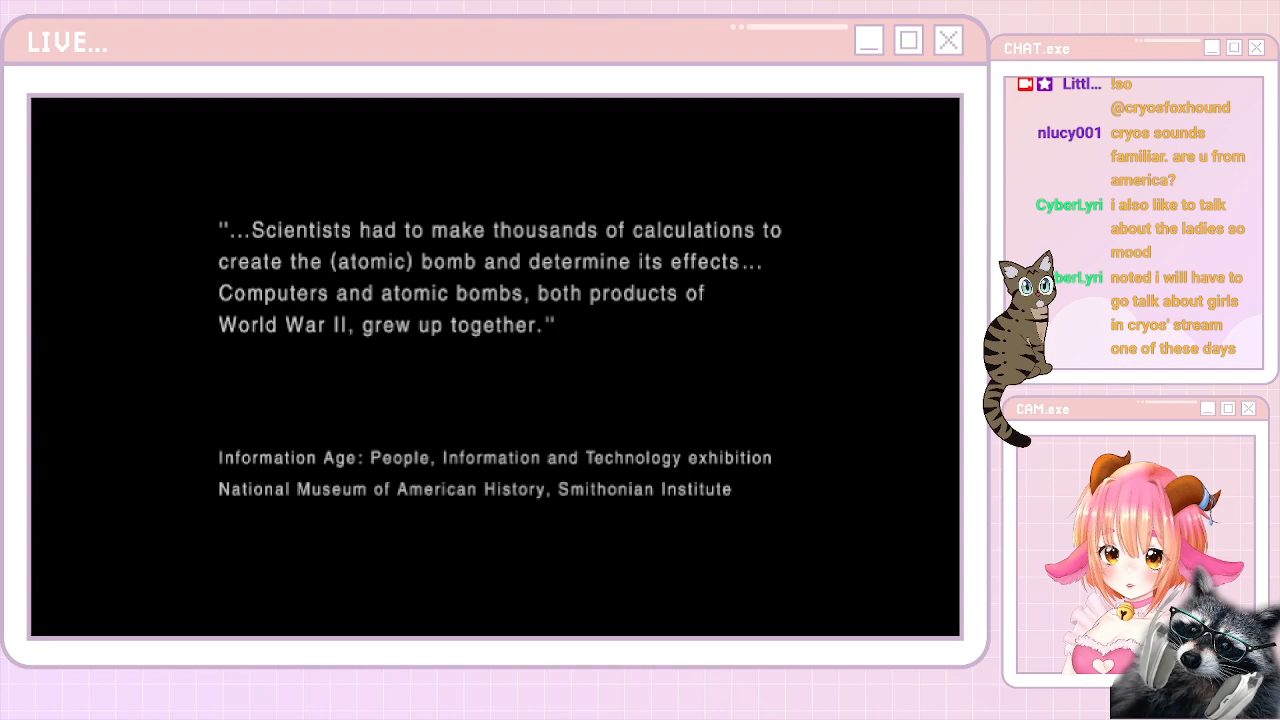 LIVE...
"...Scientists had to make thousands of calculations to
create the (atomic) bomb and determine its effects...
Computers and atomic bombs, both products of
World War II, grew up together."
Information Age: People, Information and Technology exhibition
National Museum of American History, Smithonian Institute
CHAT.exe
Littl... !so
@cryosfoxhound
nlucy001 cryos sounds
familiar. are u from
america?
CyberLyri i also like to talk
about the ladies so
mood
berLyri noted i will have to
go talk about girls
in cryos' stream
one of these days
CAM.exe